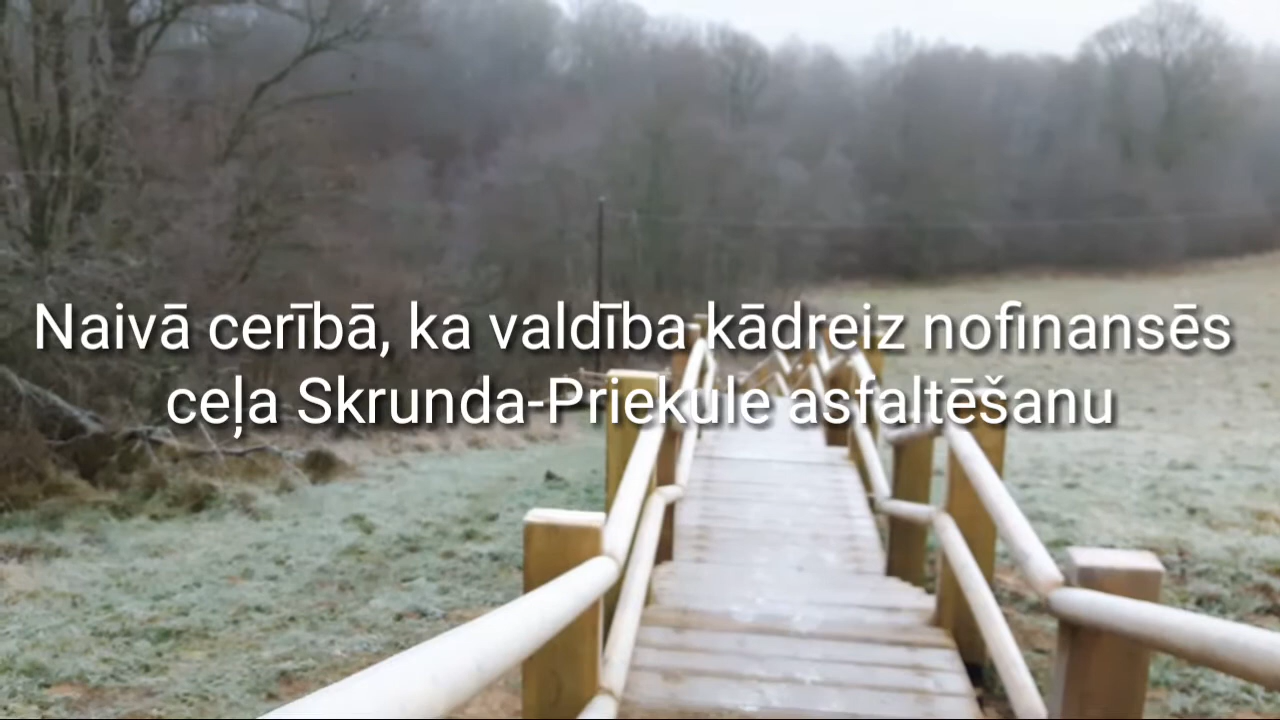 Naivā cerībā, ka valdība kādreiz nofinansēs
ceļa Skrunda-Priekule asfaltēšanu